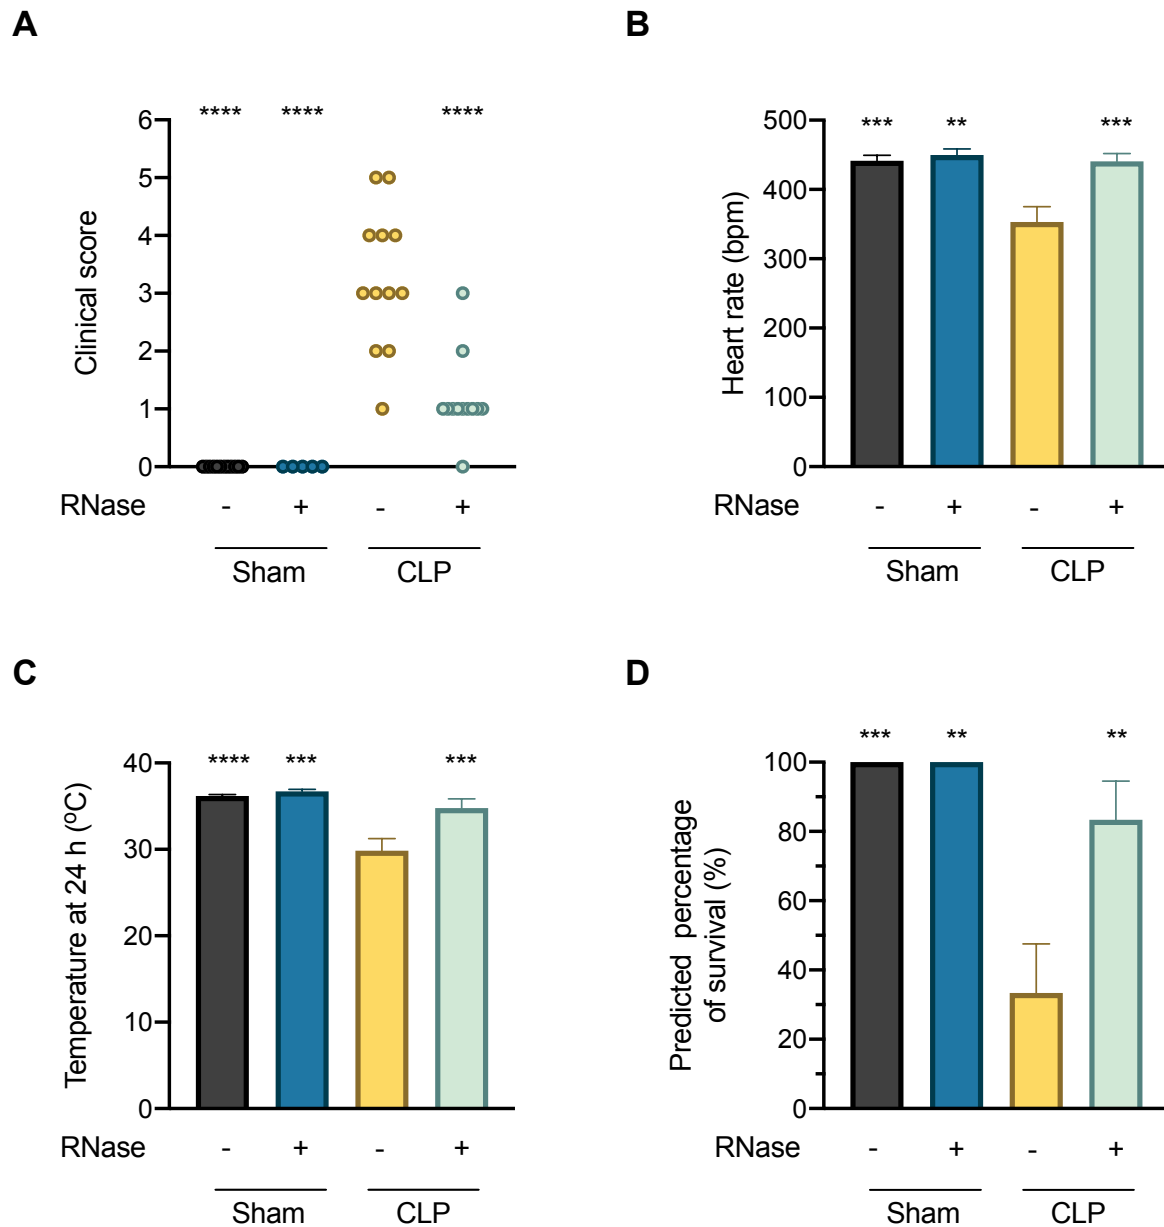 A
Clinical score
6
5
4
3
2
1
0
**** **** ****
RNase - + - +
Sham CLP
B
Heart rate (bpm)
500
400
300
200
100
0
*** ** ***
RNase - + - +
Sham CLP
C
Temperature at 24 h (ºC)
40
30
20
10
0
**** *** ***
RNase - + - +
Sham CLP
D
Predicted percentage
of survival (%)
100
80
60
40
20
0
*** ** **
RNase - + - +
Sham CLP